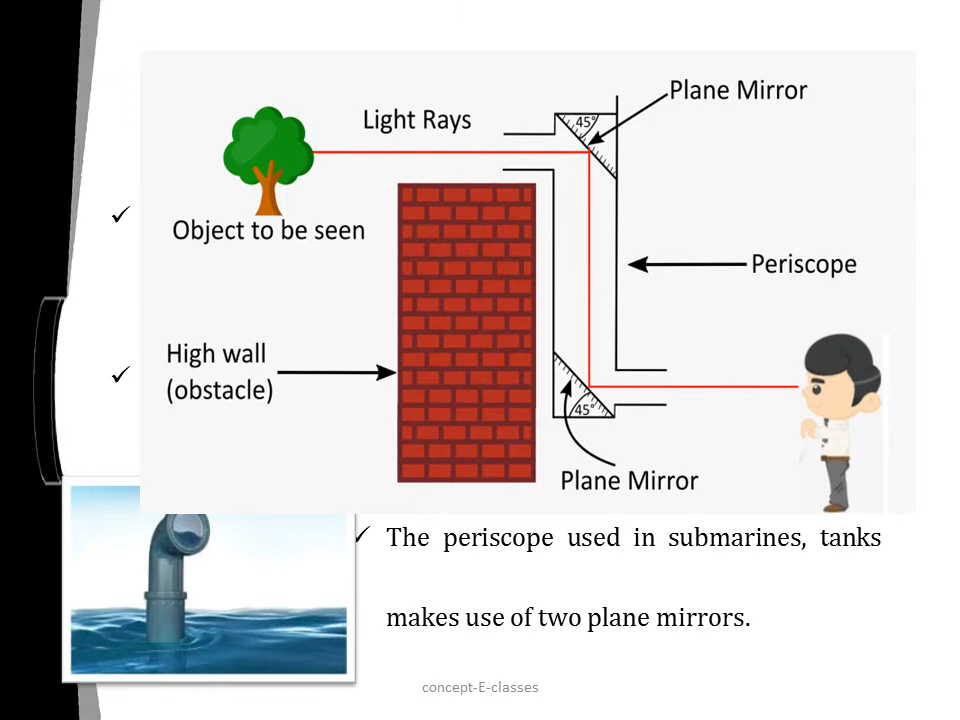 Plane Mirror
Light Rays
45°
Object to be seen
Periscope
High wall
(obstacle)
45°
Plane Mirror
✓ The periscope used in submarines, tanks
makes use of two plane mirrors.
concept-E-classes